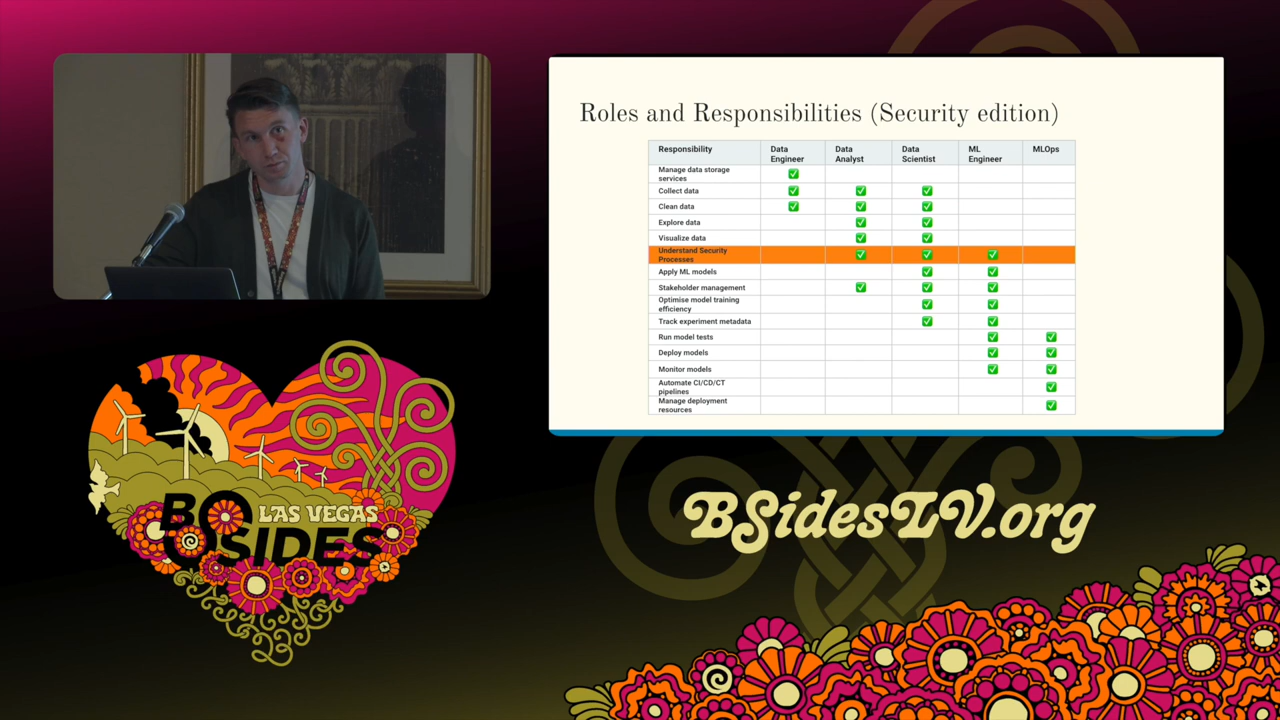 Roles and Responsibilities (Security edition)
Responsibility
Data Engineer
Data Analyst
Data Scientist
ML Engineer
MLOps
Manage data storage services
✅
Collect data
✅ ✅ ✅
Clean data
✅ ✅ ✅
Explore data
✅ ✅
Visualize data
✅ ✅
Understand Security Processes
✅ ✅ ✅
Apply ML models
✅ ✅
Stakeholder management
✅ ✅ ✅
Optimise model training efficiency
✅ ✅
Track experiment metadata
✅ ✅
Run model tests
✅ ✅
Deploy models
✅ ✅
Monitor models
✅ ✅
Automate CI/CD/CT pipelines
✅
Manage deployment resources
✅
BSIDES
LAS VEGAS
23
BSidesLV.org